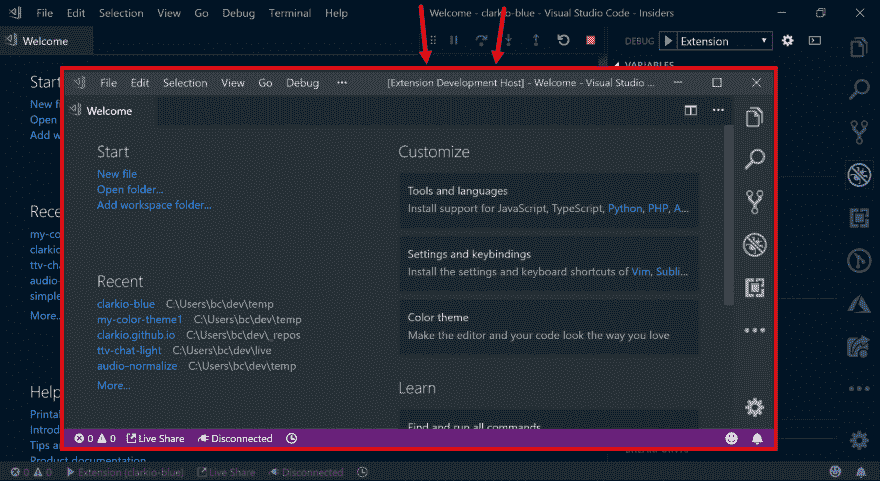 File Edit Selection View Go Debug Terminal Help Welcome - clarkio-blue - Visual Studio Code - Insiders
Welcome
DEBUG Extension
VARIABLES
File Edit Selection View Go Debug ••• [Extension Development Host] - Welcome - Visual Studio ...
Welcome
Start
New file
Open folder...
Add workspace folder...
Customize
Tools and languages
Install support for JavaScript, TypeScript, Python, PHP, A...
Settings and keybindings
Install the settings and keyboard shortcuts of Vim, Subli...
Color theme
Make the editor and your code look the way you love
Recent
clarkio-blue C:\Users\bc\dev\temp
my-color-theme1 C:\Users\bc\dev\temp
clarkio.github.io C:\Users\bc\dev\_repos
ttv-chat-light C:\Users\bc\dev\live
audio-normalize C:\Users\bc\dev\temp
More...
Learn
Find and run all commands
0 0 Live Share Disconnected
Start
New f
Open
Add w
Rece
my-co
clarkio
ttv-ch
audio-
simple
More..
Help
Printal
Introd
Tips a
Product documentation
0 0 Extension (clarkio-blue) Live Share Disconnected